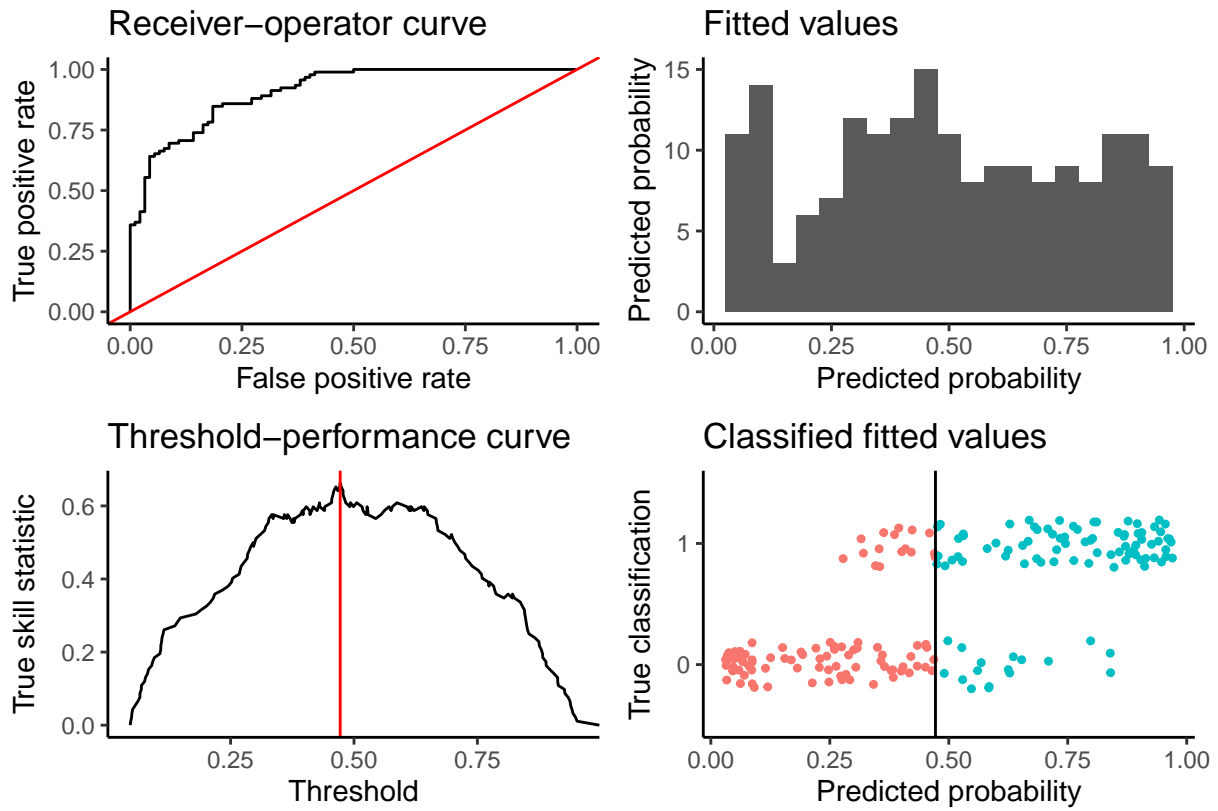 Receiver−operator curve
True positive rate
1.00
0.75
0.50
0.25
0.00
0.00 0.25 0.50 0.75 1.00
False positive rate
Fitted values
Predicted probability
15
10
5
0
0.00 0.25 0.50 0.75 1.00
Predicted probability
Threshold−performance curve
True skill statistic
0.6
0.4
0.2
0.0
0.25 0.50 0.75
Threshold
Classified fitted values
True classification
1
0
0.00 0.25 0.50 0.75 1.00
Predicted probability